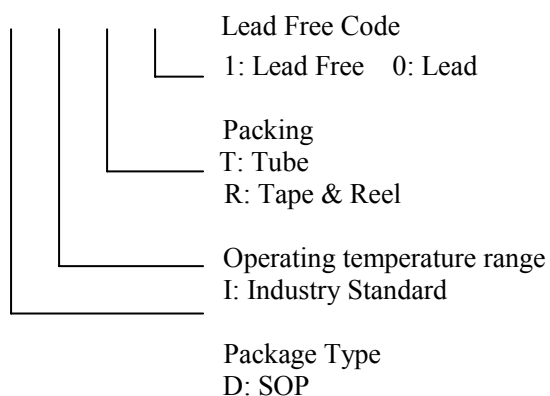 Lead Free Code
1: Lead Free 0: Lead
Packing
T: Tube
R: Tape & Reel
Operating temperature range
I: Industry Standard
Package Type
D: SOP